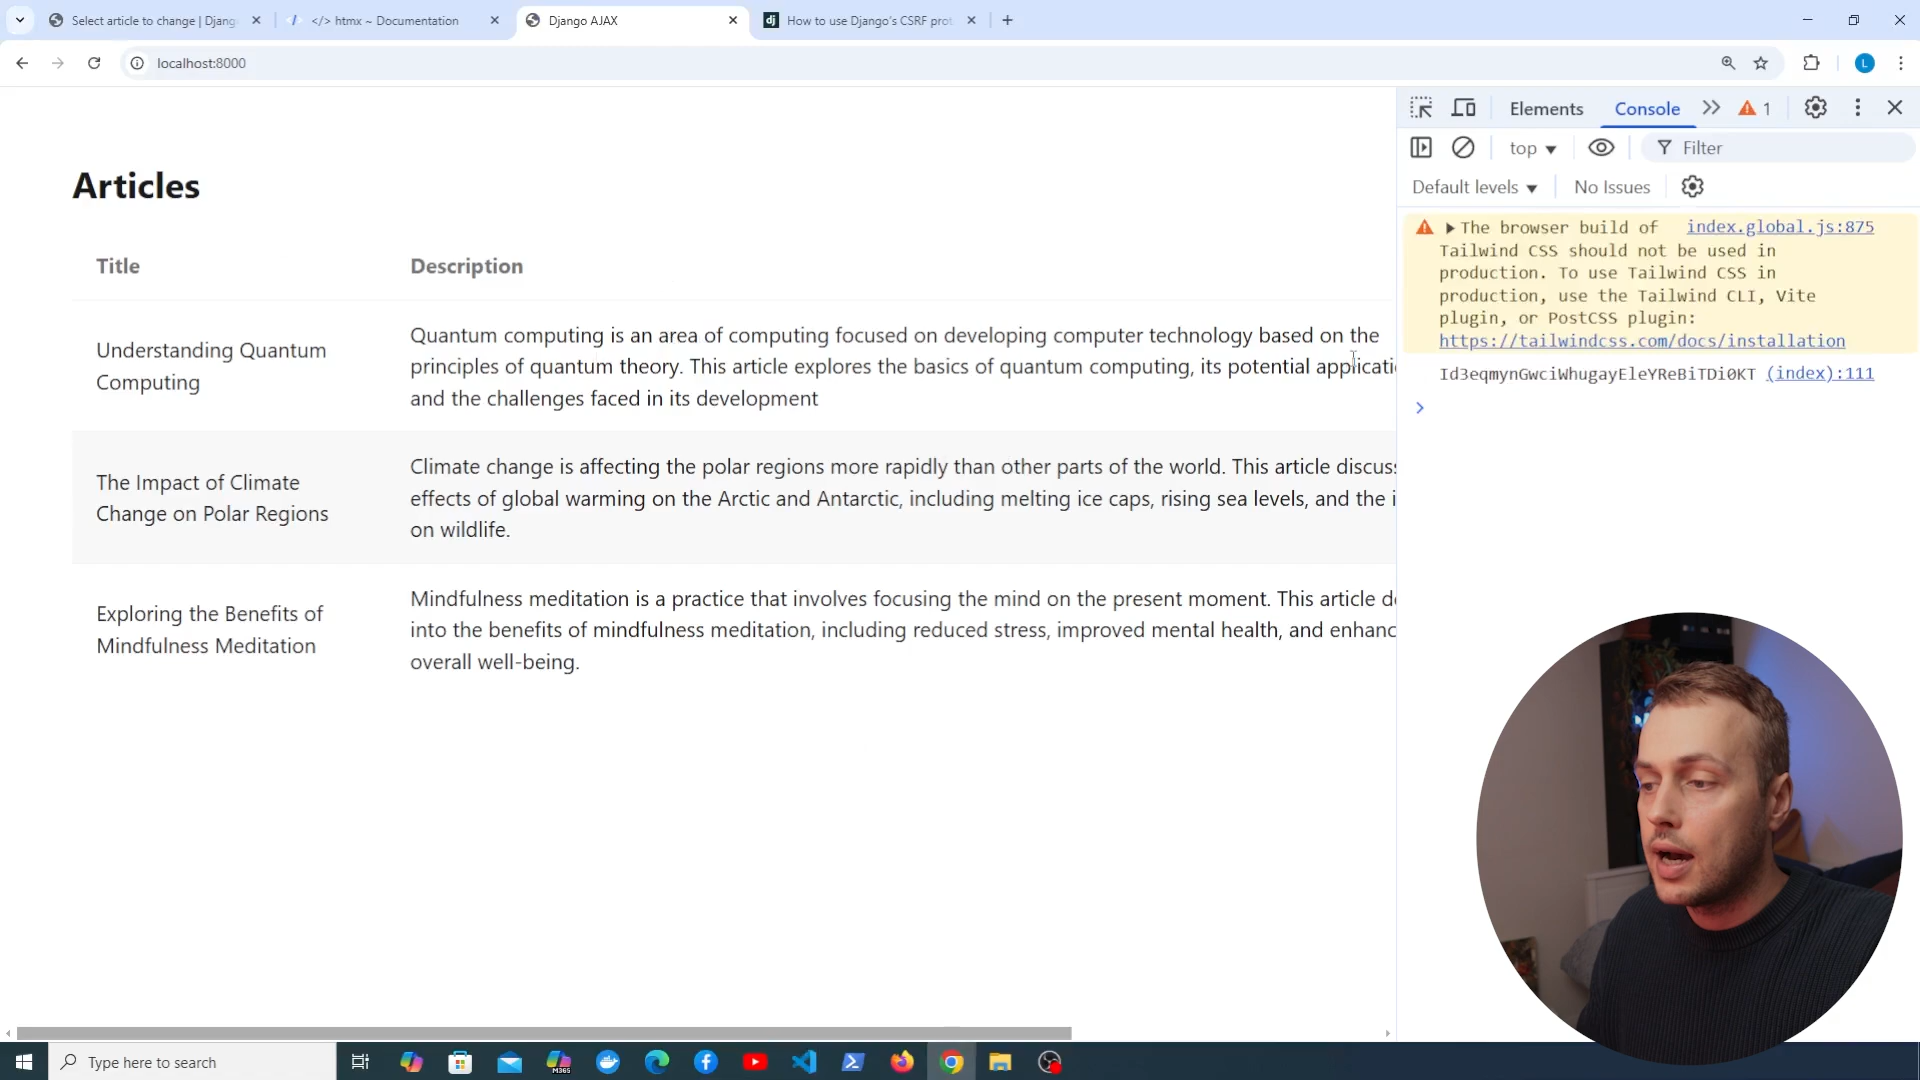 Select article to change | Djang
</> htmx ~ Documentation
Django AJAX
dj How to use Django's CSRF prot
localhost:8000
L
Elements
Console
1
top
Filter
Default levels
No Issues
Articles
Title
Description
Understanding Quantum
Computing
Quantum computing is an area of computing focused on developing computer technology based on the
principles of quantum theory. This article explores the basics of quantum computing, its potential applicati
and the challenges faced in its development
The Impact of Climate
Change on Polar Regions
Climate change is affecting the polar regions more rapidly than other parts of the world. This article discuss
effects of global warming on the Arctic and Antarctic, including melting ice caps, rising sea levels, and the i
on wildlife.
Exploring the Benefits of
Mindfulness Meditation
Mindfulness meditation is a practice that involves focusing the mind on the present moment. This article de
into the benefits of mindfulness meditation, including reduced stress, improved mental health, and enhanc
overall well-being.
The browser build of index.global.js:875
Tailwind CSS should not be used in
production. To use Tailwind CSS in
production, use the Tailwind CLI, Vite
plugin, or PostCSS plugin:
https://tailwindcss.com/docs/installation
Id3eqmynGwciWhugayEleYReBiTDi0KT (index):111
Type here to search
M365